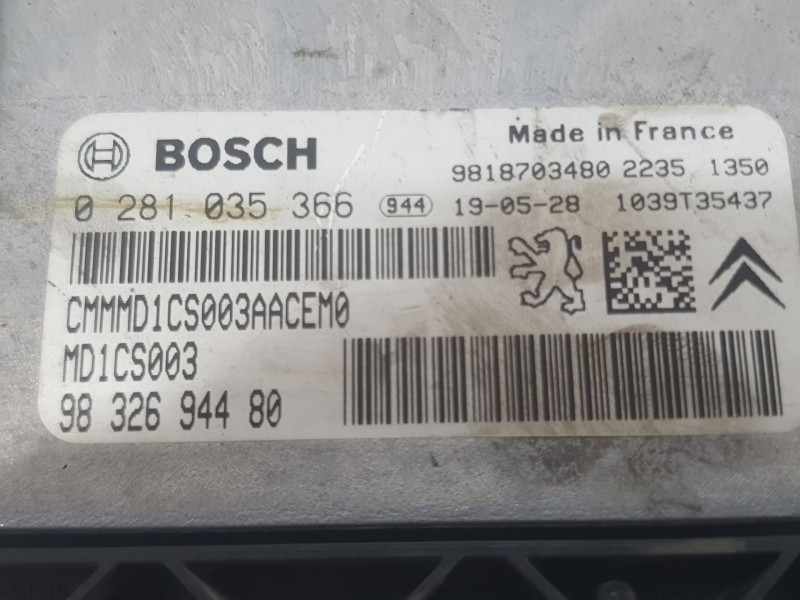 BOSCH
Made in France
9818703480 2235 1350
0 281 035 366 944 19-05-28 1039T35437
CMMMD1CS003AACEM0
MD1CS003
98 326 944 80